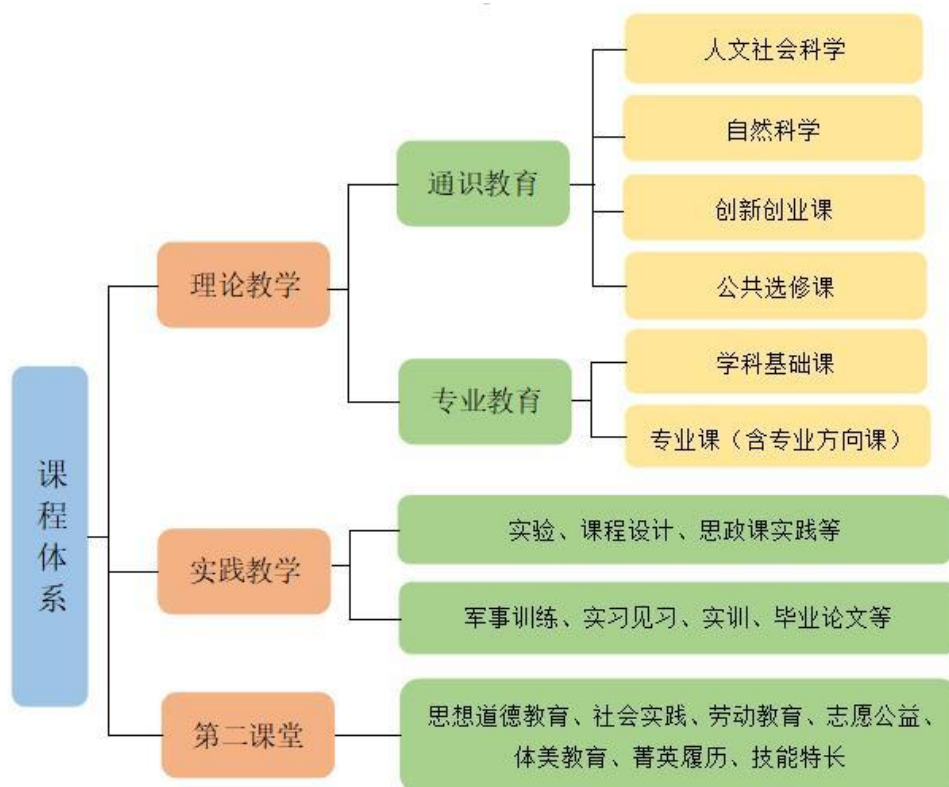 课程体系
理论教学
通识教育
人文社会科学
自然科学
创新创业课
公共选修课
专业教育
学科基础课
专业课（含专业方向课）
实践教学
实验、课程设计、思政课实践等
军事训练、实习见习、实训、毕业论文等
第二课堂
思想道德教育、社会实践、劳动教育、志愿公益、
体美教育、菁英履历、技能特长